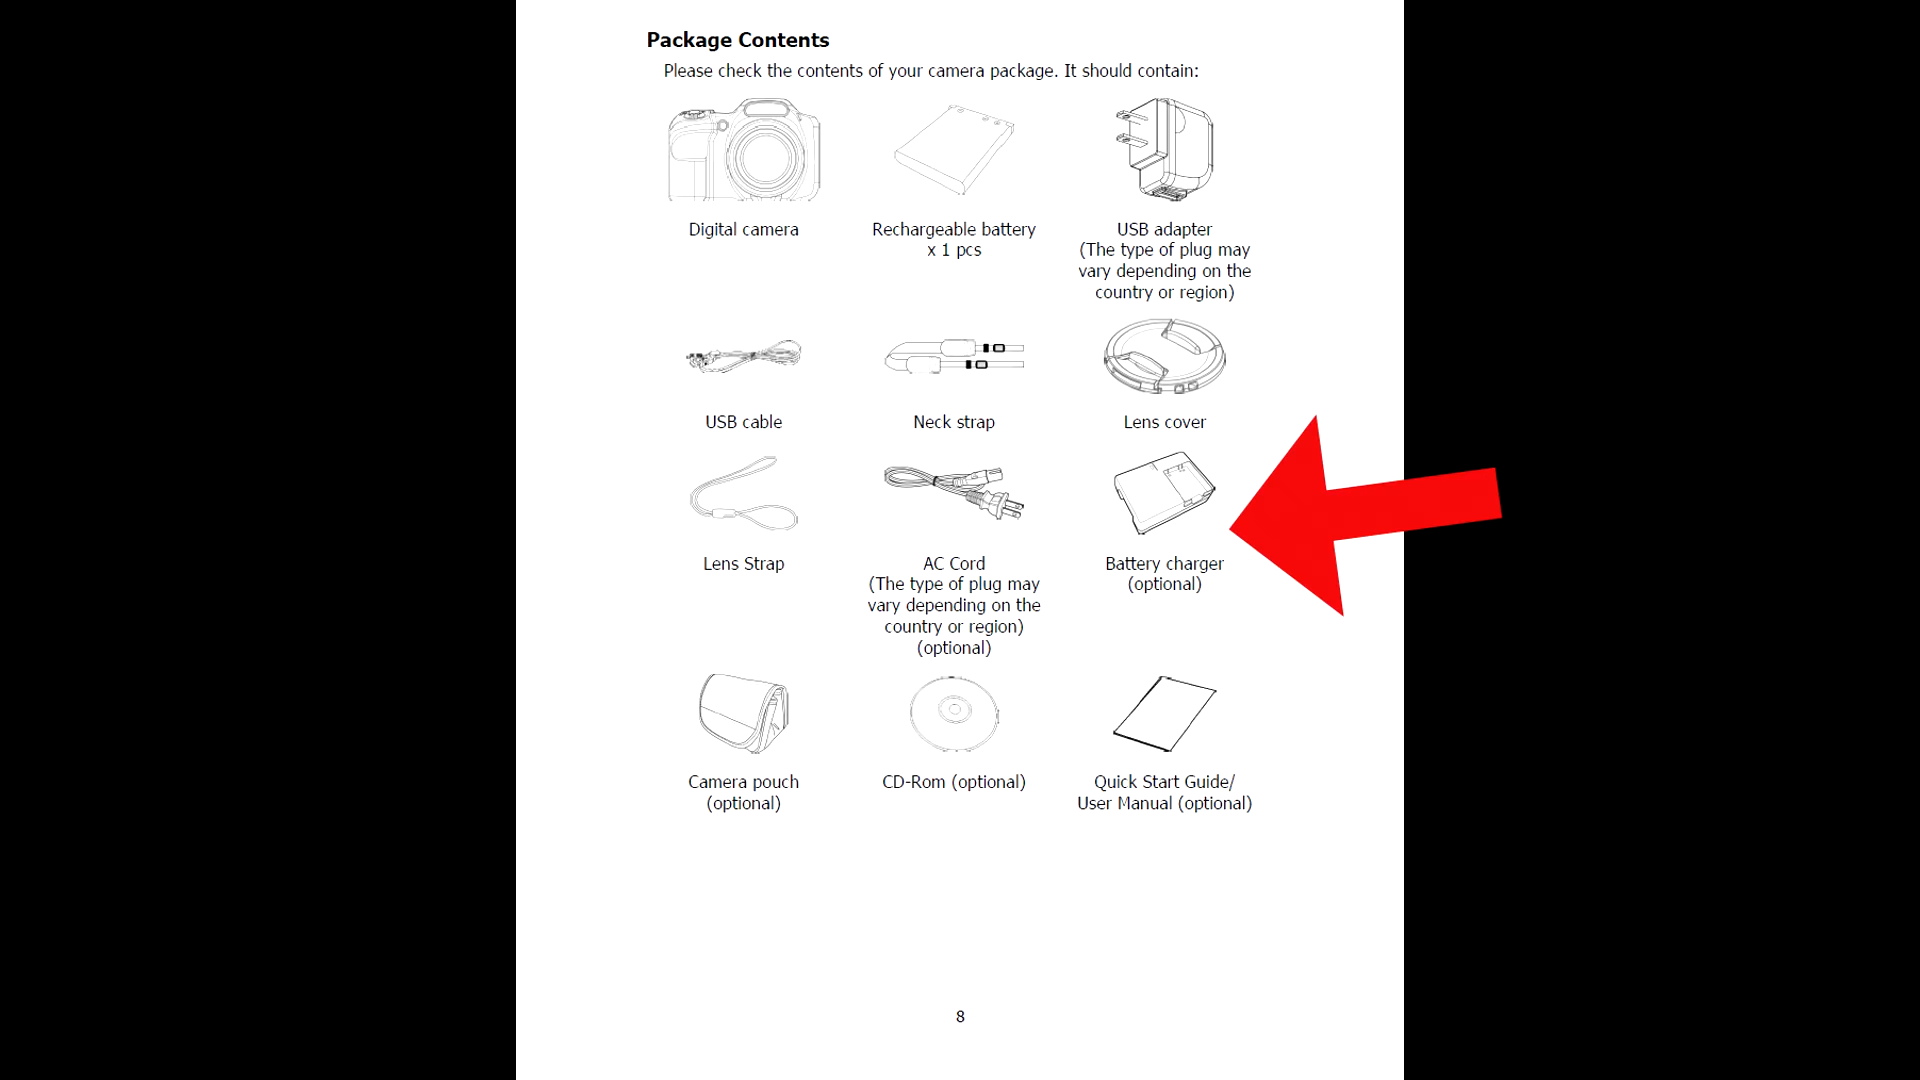 Package Contents
Please check the contents of your camera package. It should contain:
Digital camera
Rechargeable battery
x 1 pcs
USB adapter
(The type of plug may
vary depending on the
country or region)
USB cable
Neck strap
Lens cover
Lens Strap
AC Cord
(The type of plug may
vary depending on the
country or region)
(optional)
Battery charger
(optional)
Camera pouch
(optional)
CD-Rom (optional)
Quick Start Guide/
User Manual (optional)
8